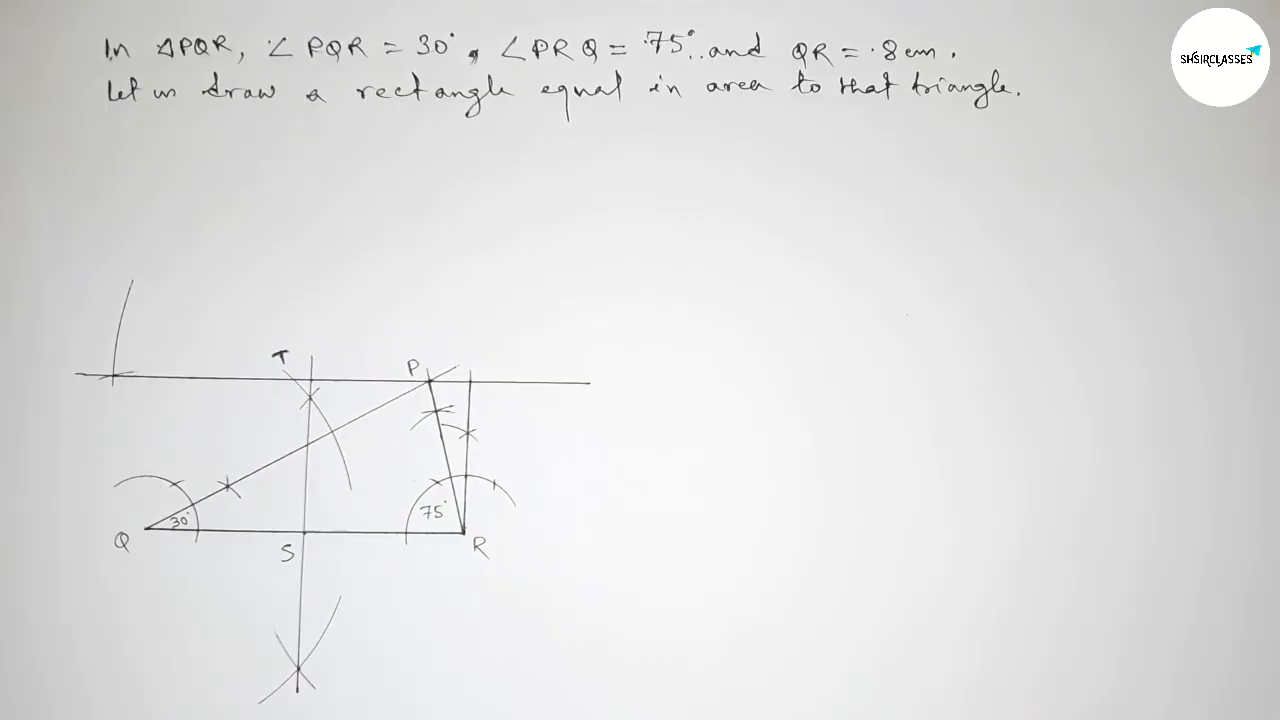 In △PQR, ∠PQR = 30°, ∠PRQ = 75° and QR = 8 cm.
Let us draw a rectangle equal in area to that triangle.
SHSIRCLASSES
T
P
30°
75°
Q
S
R